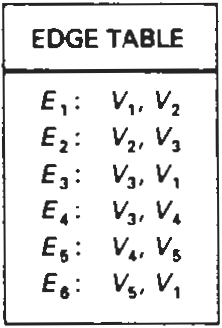 EDGE TABLE
E₁: V₁, V₂
E₂: V₂, V₃
E₃: V₃, V₁
E₄: V₃, V₄
E₅: V₄, V₅
E₆: V₅, V₁